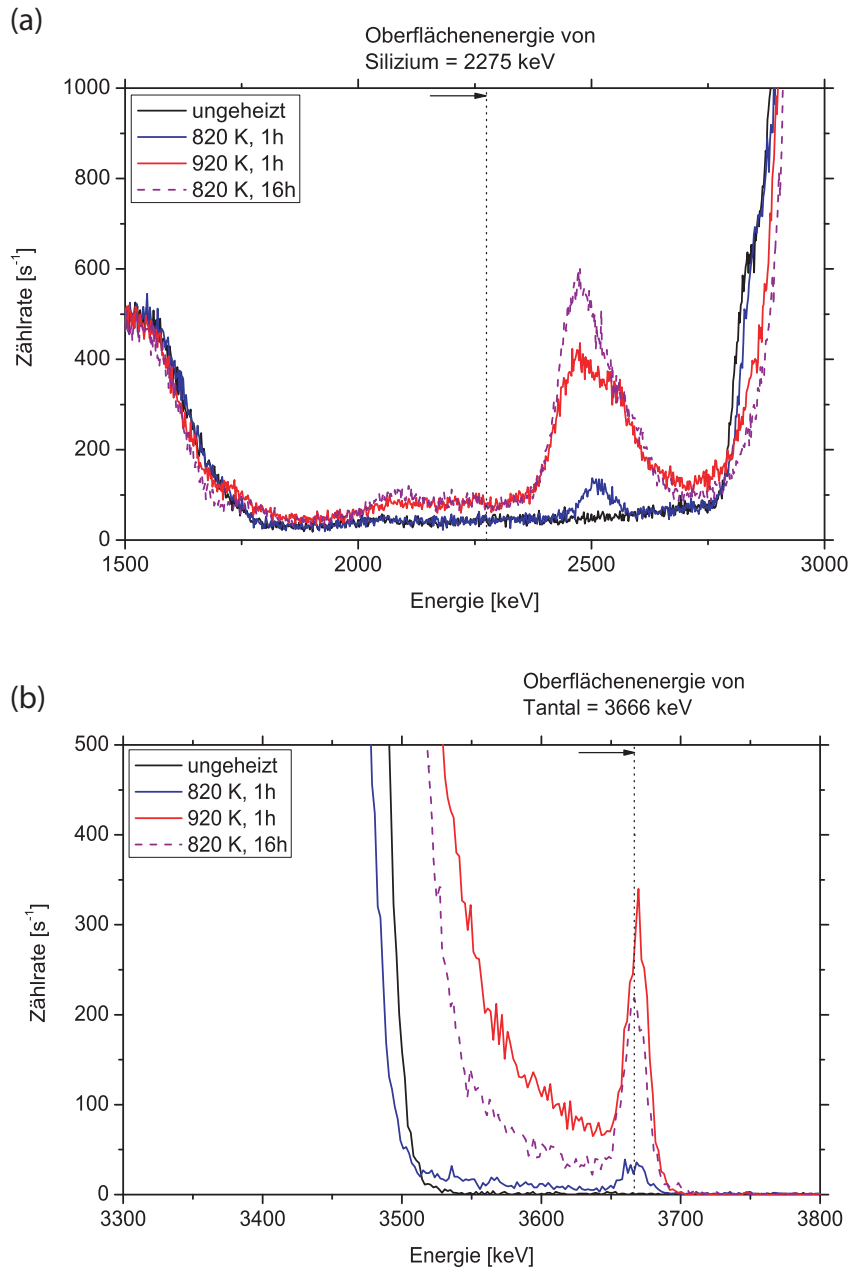 (a)
Oberflächenenergie von
Silizium = 2275 keV
1000
800
600
400
200
0
ungeheizt
820 K, 1h
920 K, 1h
820 K, 16h
Zählrate [s⁻¹]
1500
2000
2500
3000
Energie [keV]
(b)
Oberflächenenergie von
Tantal = 3666 keV
500
400
300
200
100
0
ungeheizt
820 K, 1h
920 K, 1h
820 K, 16h
Zählrate [s⁻¹]
3300
3400
3500
3600
3700
3800
Energie [keV]